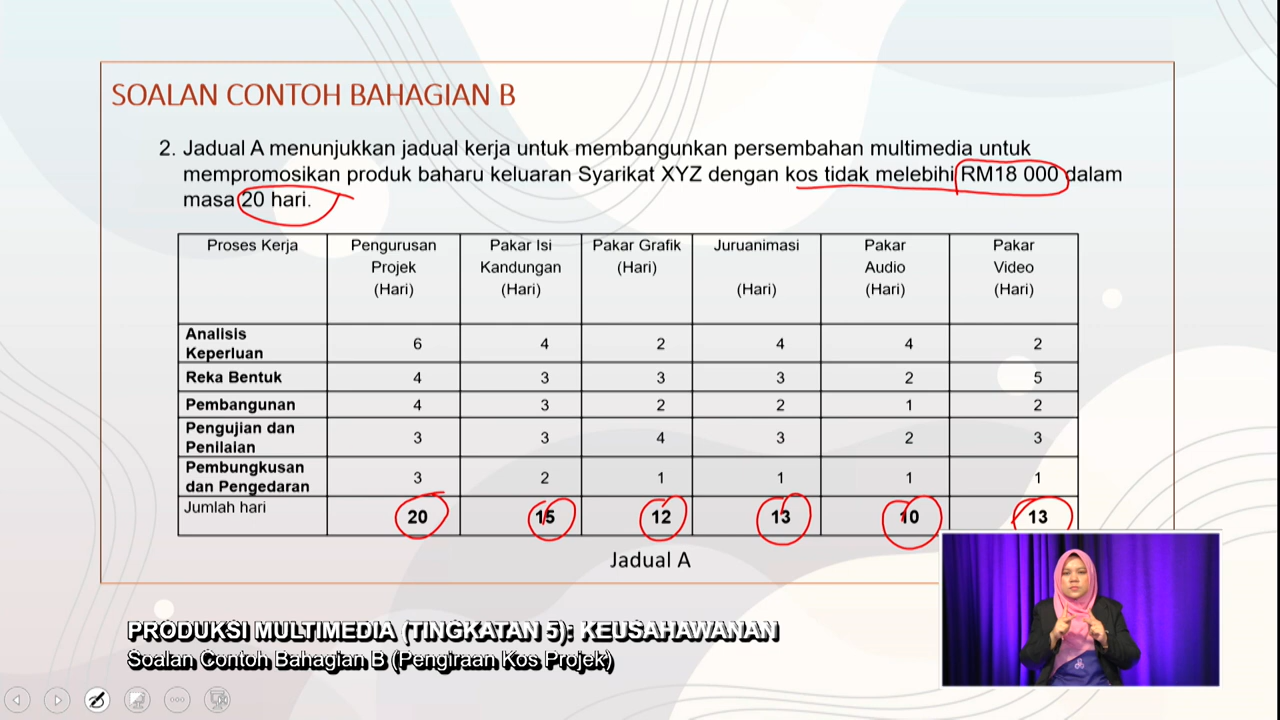 SOALAN CONTOH BAHAGIAN B
2. Jadual A menunjukkan jadual kerja untuk membangunkan persembahan multimedia untuk
mempromosikan produk baharu keluaran Syarikat XYZ dengan kos tidak melebihi RM18 000 dalam
masa 20 hari.
Proses Kerja Pengurusan Projek (Hari) Pakar Isi Kandungan (Hari) Pakar Grafik (Hari) Juruanimasi (Hari) Pakar Audio (Hari) Pakar Video (Hari)
Analisis Keperluan 6 4 2 4 4 2
Reka Bentuk 4 3 3 3 2 5
Pembangunan 4 3 2 2 1 2
Pengujian dan Penilaian 3 3 4 3 2 3
Pembungkusan dan Pengedaran 3 2 1 1 1 1
Jumlah hari 20 15 12 13 10 13
Jadual A
PRODUKSI MULTIMEDIA (TINGKATAN 5): KEUSAHAWANAN
Soalan Contoh Bahagian B (Pengiraan Kos Projek)